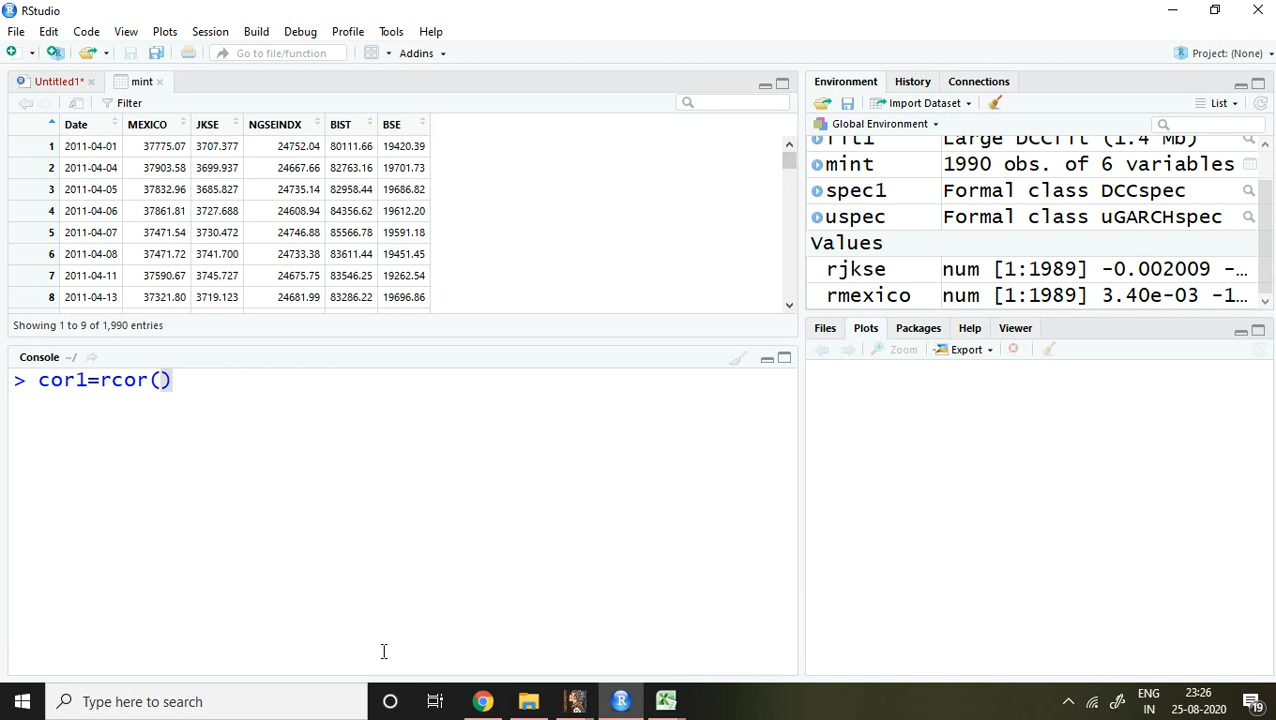 RStudio
File Edit Code View Plots Session Build Debug Profile Tools Help
Go to file/function Addins Project: (None)
Untitled1* mint
Filter
Date MEXICO JKSE NGSEINDX BIST BSE
1 2011-04-01 37775.07 3707.377 24752.04 80111.66 19420.39
2 2011-04-04 37903.58 3699.937 24667.66 82763.16 19701.73
3 2011-04-05 37832.96 3685.827 24735.14 82958.44 19686.82
4 2011-04-06 37861.81 3727.688 24608.94 84356.62 19612.20
5 2011-04-07 37471.54 3730.472 24746.88 85566.78 19591.18
6 2011-04-08 37471.72 3741.700 24733.38 83611.44 19451.45
7 2011-04-11 37590.67 3745.727 24675.75 83546.25 19262.54
8 2011-04-13 37321.80 3719.123 24681.99 83286.22 19696.86
Showing 1 to 9 of 1,990 entries
Console ~/
> cor1=rcor()
Environment History Connections
Import Dataset List
Global Environment
Large DCCfit (1.4 Mb)
mint 1990 obs. of 6 variables
spec1 Formal class DCCspec
uspec Formal class uGARCHspec
Values
rjkse num [1:1989] -0.002009 -…
rmexico num [1:1989] 3.40e-03 -1…
Files Plots Packages Help Viewer
Zoom Export
Type here to search
ENG
IN
23:26
25-08-2020
19